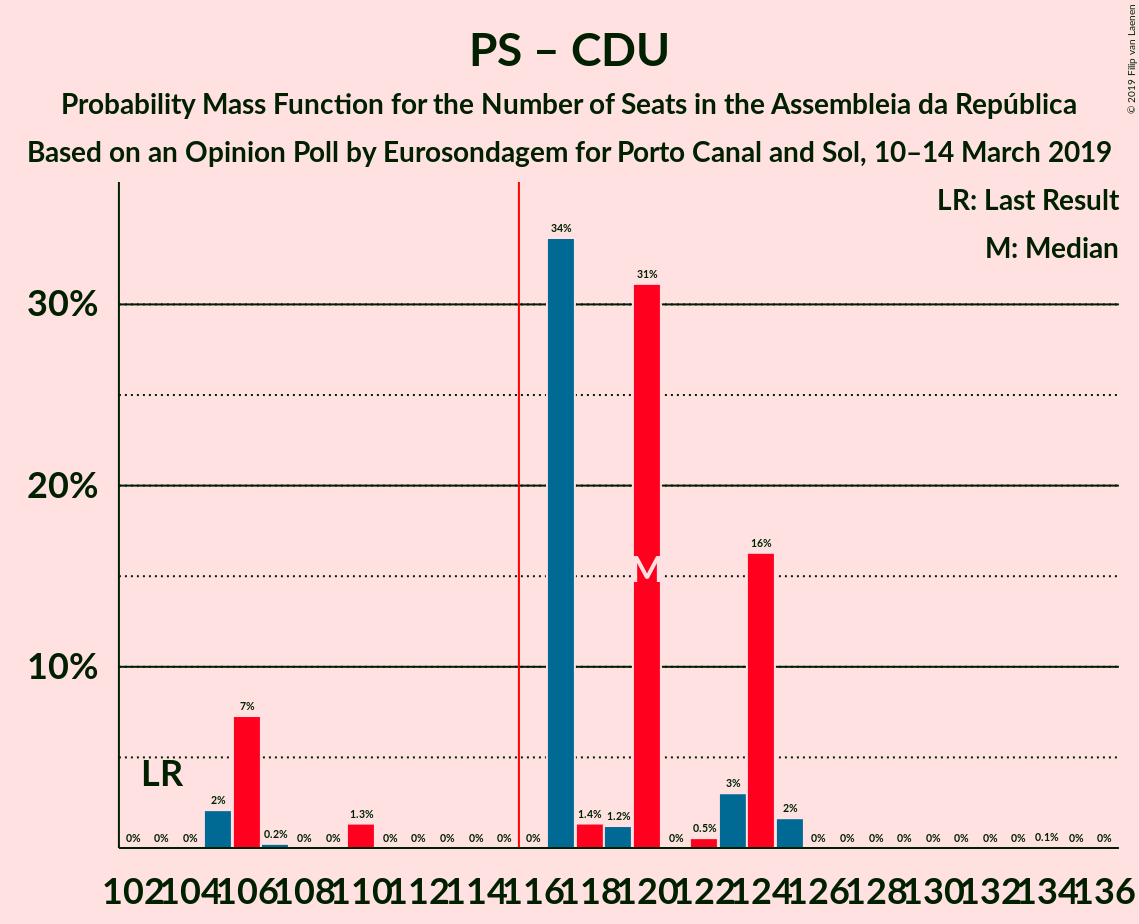 PS – CDU
Probability Mass Function for the Number of Seats in the Assembleia da República
Based on an Opinion Poll by Eurosondagem for Porto Canal and Sol, 10–14 March 2019
© 2019 Filip van Laenen
LR: Last Result
M: Median
30%
20%
10%
LR
M
0% 0% 0% 2% 7% 0.2% 0% 0% 1.3% 0% 0% 0% 0% 0% 0% 34% 1.4% 1.2% 31% 0% 0.5% 3% 16% 2% 0% 0% 0% 0% 0% 0% 0% 0% 0.1% 0% 0%
102 104 106 108 110 112 114 116 118 120 122 124 126 128 130 132 134 136